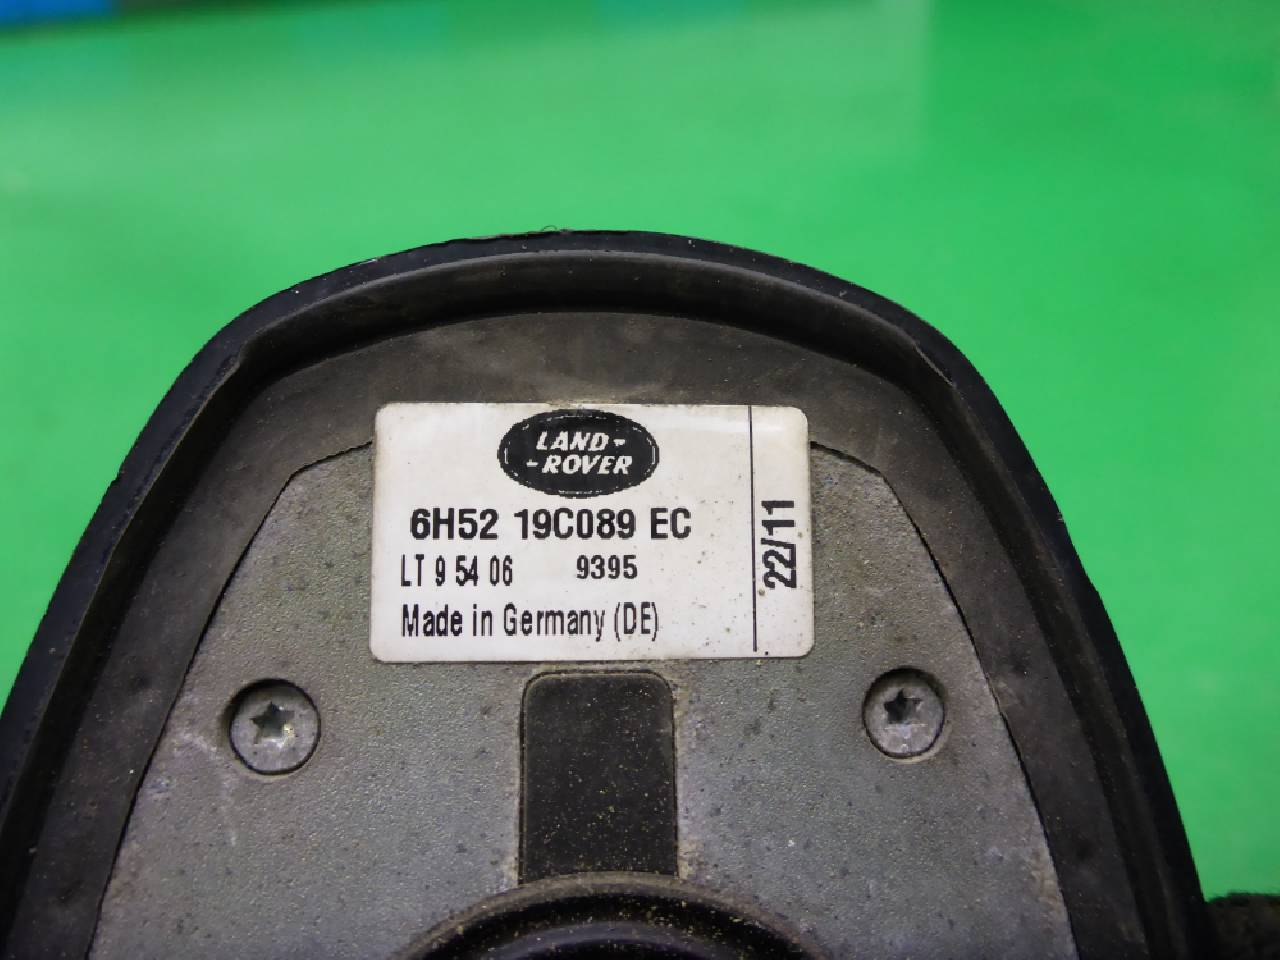 LAND-
-ROVER
6H52 19C089 EC
LT 9 54 06 9395
Made in Germany (DE)
22/11